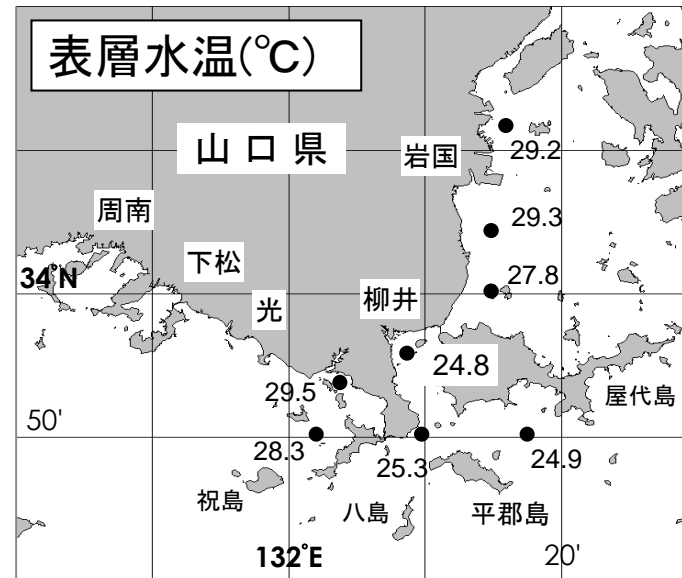 表層水温(℃)
山口県
岩国
29.2
周南
29.3
下松
34°N
27.8
光
柳井
24.8
29.5
屋代島
50'
28.3
25.3
24.9
祝島
八島
平郡島
132°E
20'